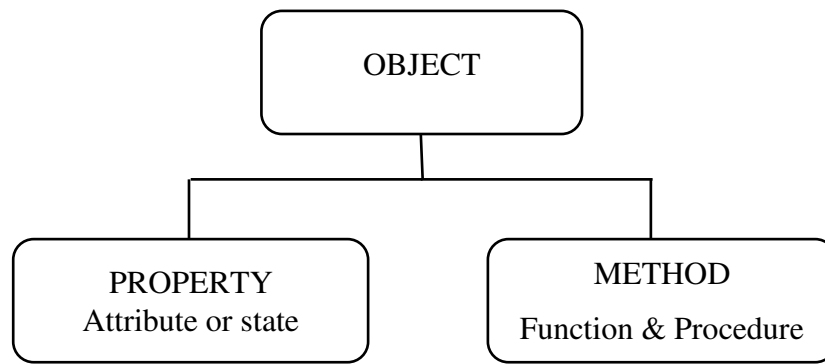 OBJECT
PROPERTY
Attribute or state
METHOD
Function & Procedure